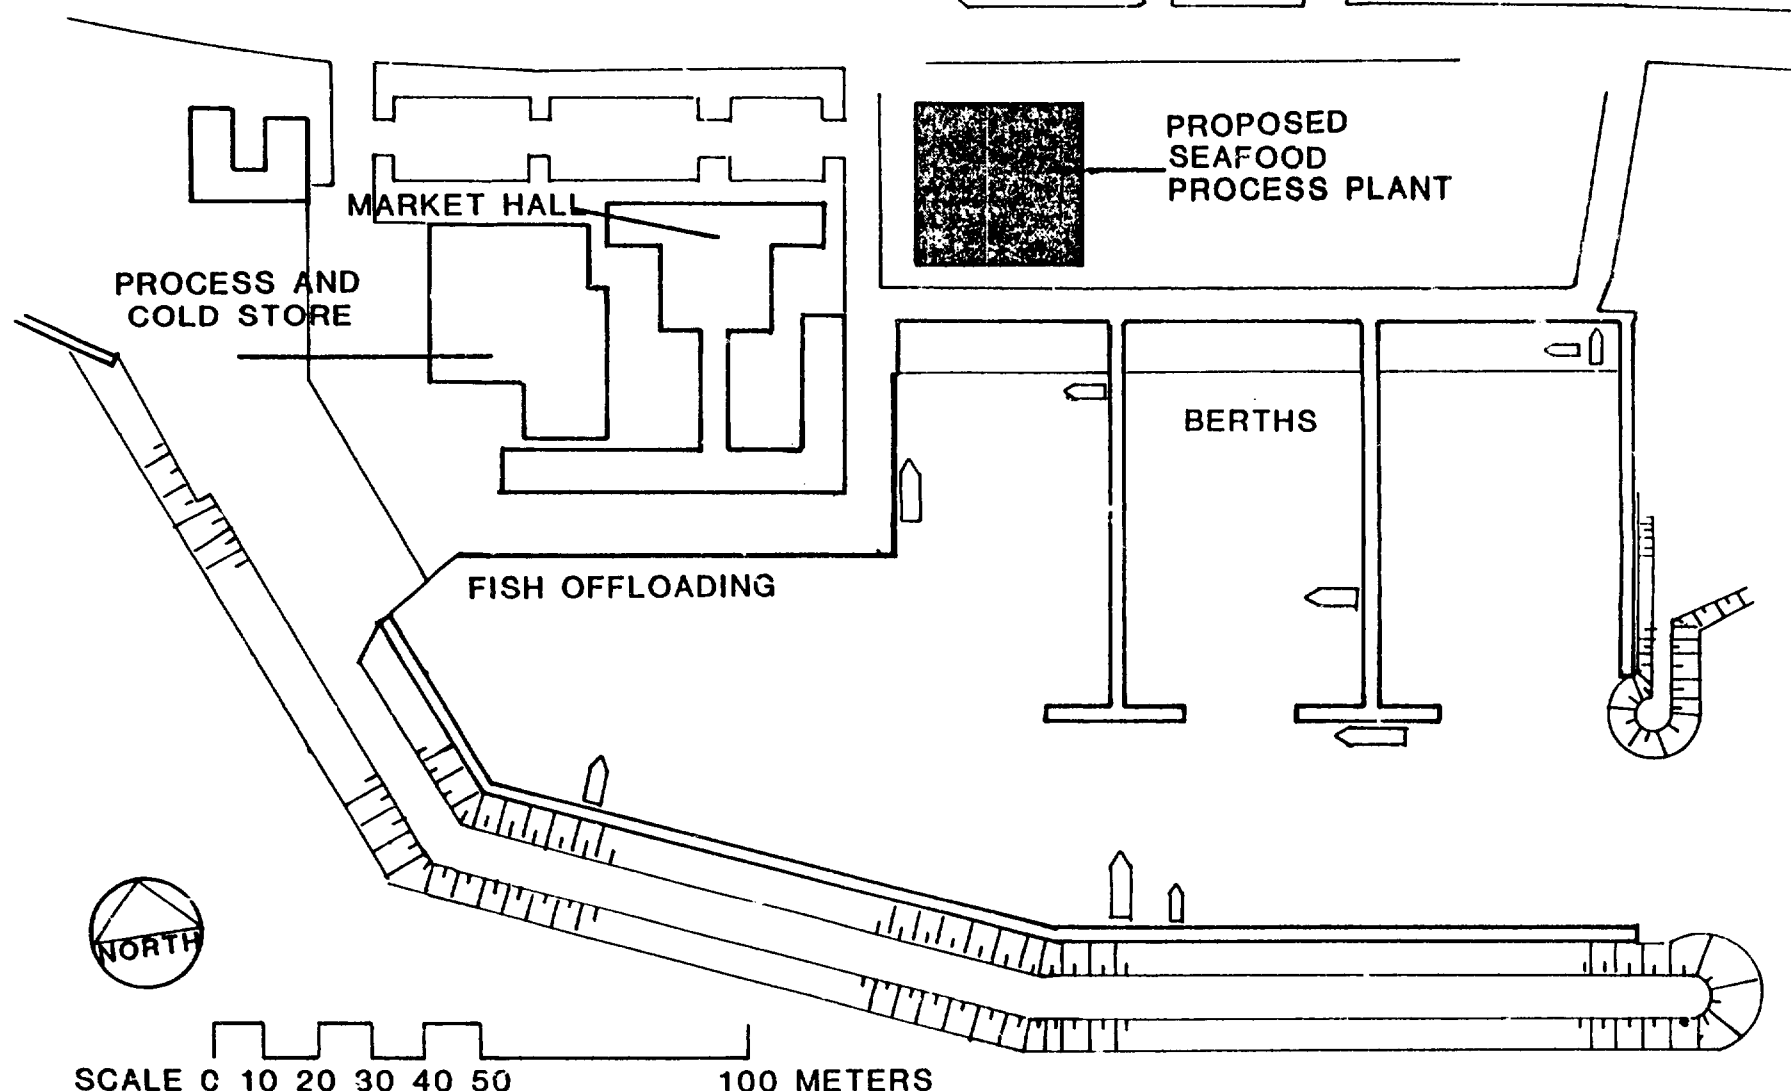 PROPOSED
SEAFOOD
PROCESS PLANT
MARKET HALL
PROCESS AND
COLD STORE
BERTHS
FISH OFFLOADING
NORTH
SCALE 0 10 20 30 40 50 100 METERS